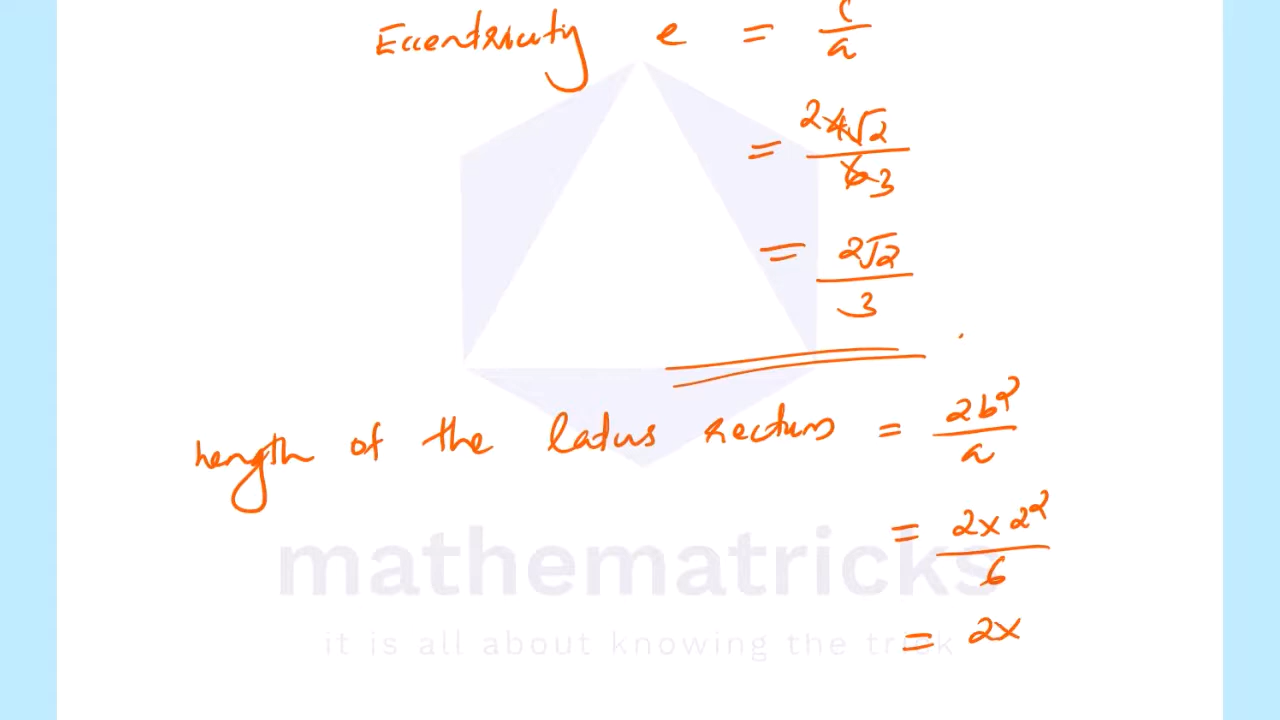 Eccentricity e = c/a
= 2 4√2 / 6 3
= 2√2 / 3
Length of the latus rectum = 2b² / a
= 2 × 2² / 6
mathematricks
= 2×
it is all about knowing the trick